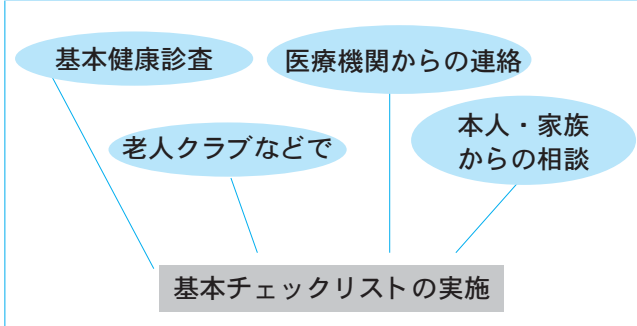 基本健康診査
医療機関からの連絡
老人クラブなどで
本人・家族
からの相談
基本チェックリストの実施